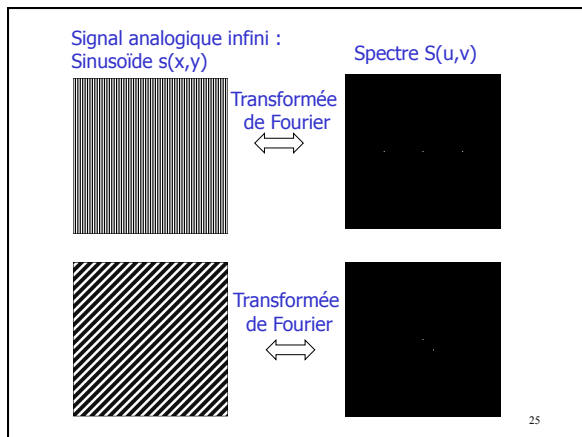 Signal analogique infini :
Sinusoïde s(x,y)
Spectre S(u,v)
Transformée
de Fourier
Transformée
de Fourier
25